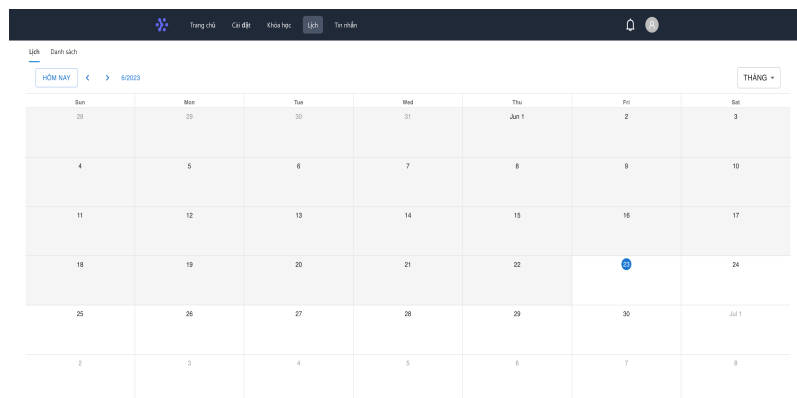 Trang chủ Cài đặt Khóa học Lịch Tin nhắn
Lịch Danh sách
HÔM NAY 6/2023 THÁNG
Sun Mon Tue Wed Thu Fri Sat
28 29 30 31 Jun 1 2 3
4 5 6 7 8 9 10
11 12 13 14 15 16 17
18 19 20 21 22 23 24
25 26 27 28 29 30 Jul 1
2 3 4 5 6 7 8